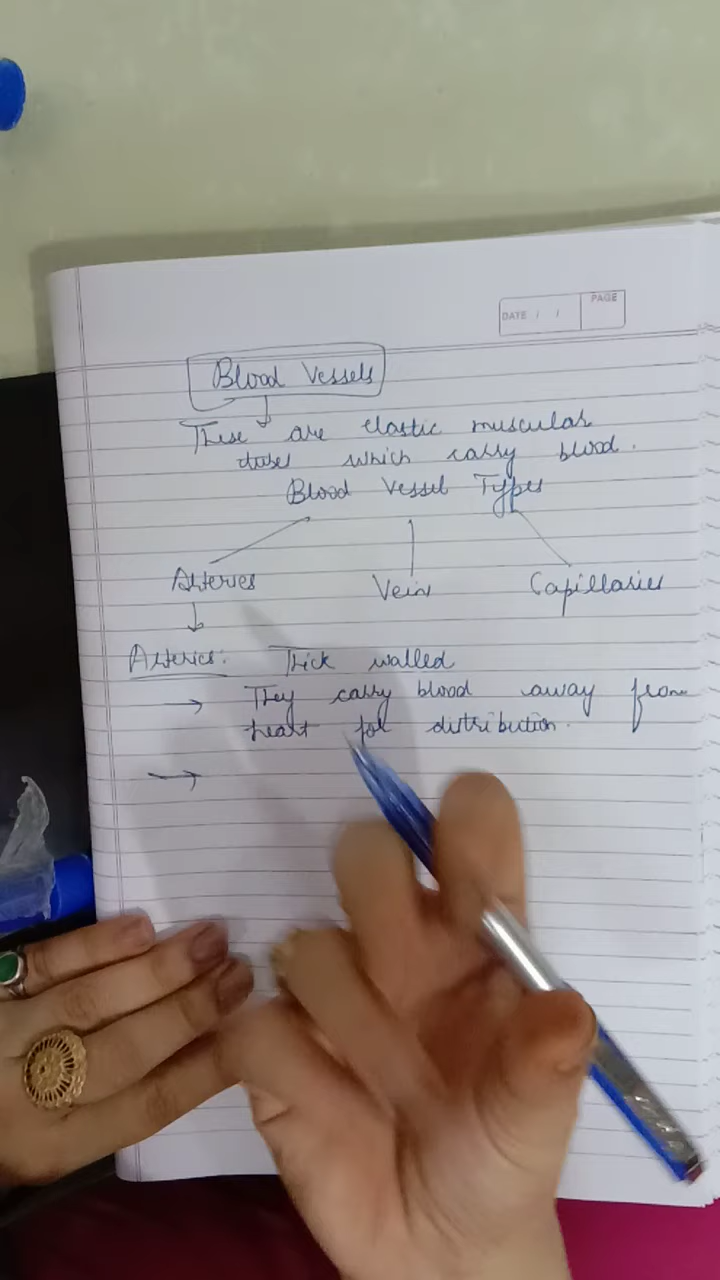 DATE / /
PAGE
Blood Vessels
These are elastic muscular
tubes which carry blood.
Blood Vessel Types
Arteries Vein Capillaries
Arteries: Thick walled
→ They carry blood away from
heart for distribution.
→